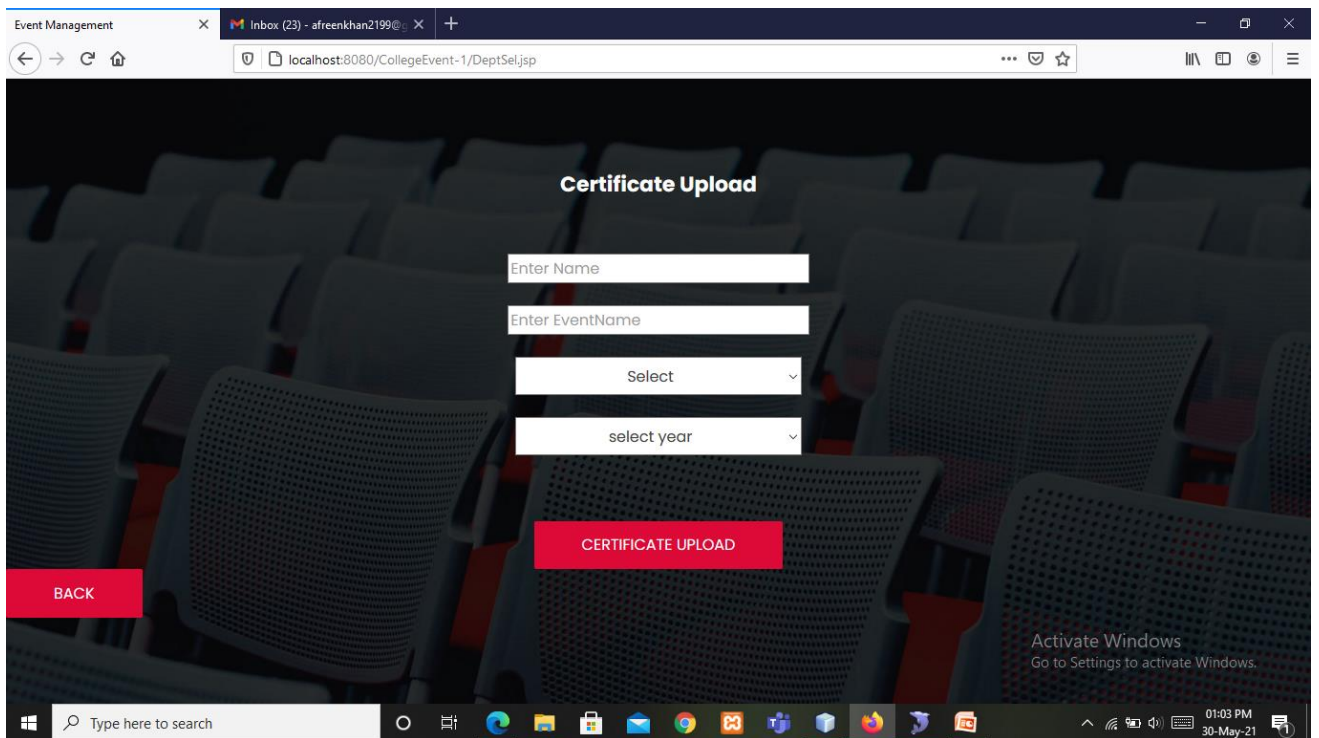 Event Management
Inbox (23) - afreenkhan2199@g
localhost:8080/CollegeEvent-1/DeptSel.jsp
Certificate Upload
Enter Name
Enter EventName
Select
select year
CERTIFICATE UPLOAD
BACK
Activate Windows
Go to Settings to activate Windows.
Type here to search
01:03 PM
30-May-21
1